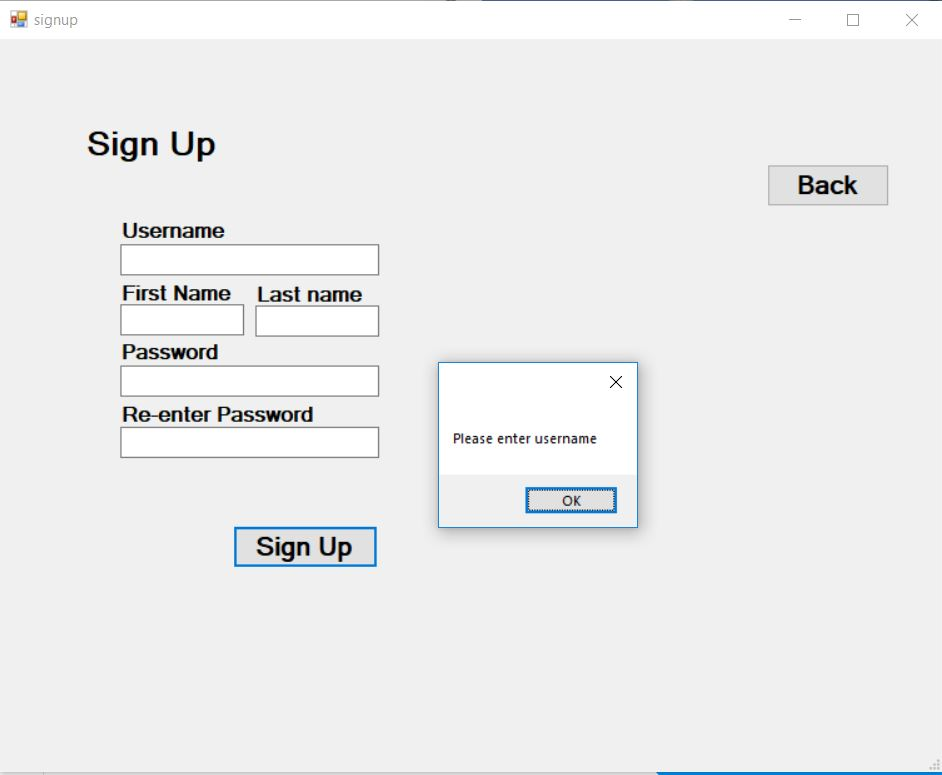 signup
Sign Up
Back
Username
First Name Last name
Password
Re-enter Password
Please enter username
OK
Sign Up